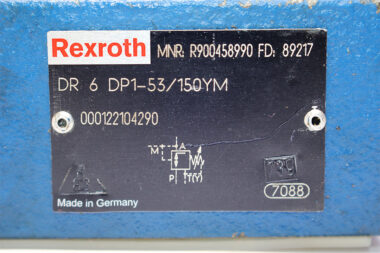 Rexroth MNR: R900458990 FD: 89217
DR 6 DP1-53/150YM
000122104290
M A
P T(Y)
7088
Made in Germany